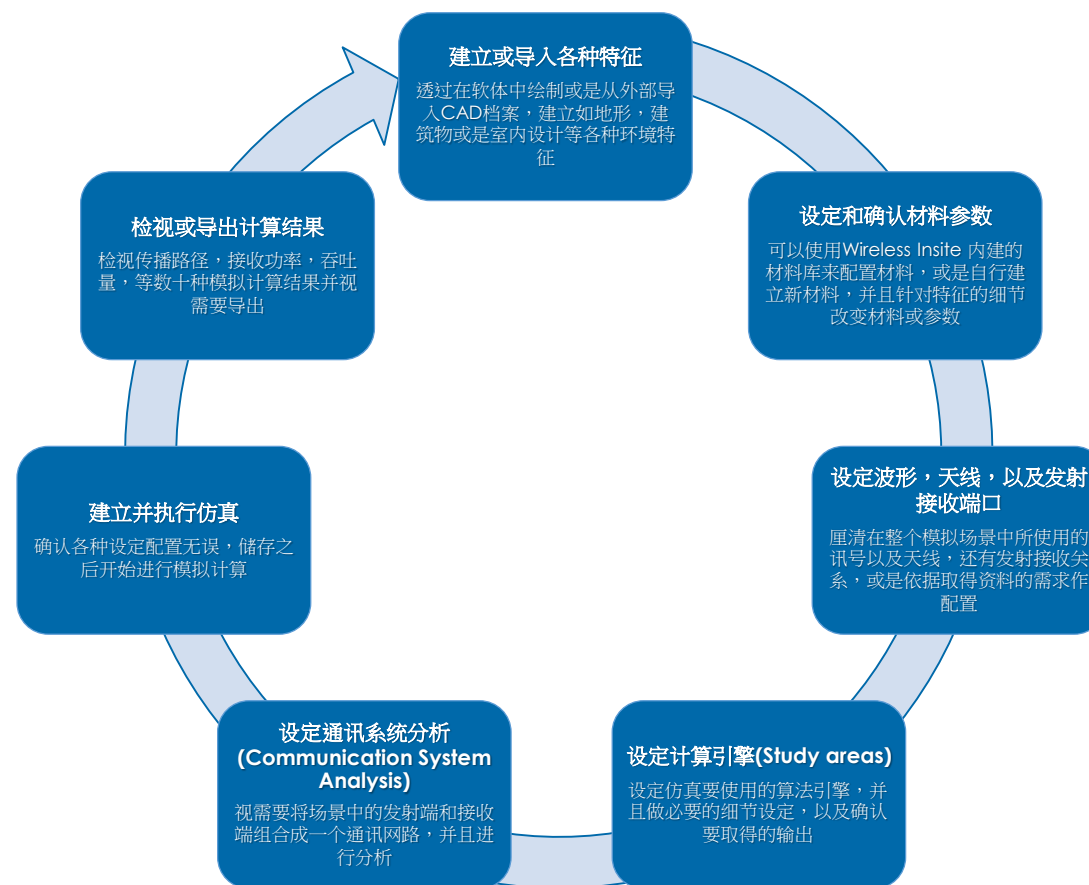 建立或导入各种特征
透过在软体中绘制或是从外部导
入CAD档案，建立如地形，建
筑物或是室内设计等各种环境特
征
设定和确认材料参数
可以使用Wireless Insite 内建的
材料库来配置材料，或是自行建
立新材料，并且针对特征的细节
改变材料或参数
设定波形，天线，以及发射
接收端口
厘清在整个模拟场景中所使用的
讯号以及天线，还有发射接收关
系，或是依据取得资料的需求作
配置
设定计算引擎(Study areas)
设定仿真要使用的算法引擎，并
且做必要的细节设定，以及确认
要取得的输出
设定通讯系统分析
(Communication System
Analysis)
视需要将场景中的发射端和接收
端组合成一个通讯网路，并且进
行分析
建立并执行仿真
确认各种设定配置无误，储存之
后开始进行模拟计算
检视或导出计算结果
检视传播路径，接收功率，吞吐
量，等数十种模拟计算结果并视
需要导出